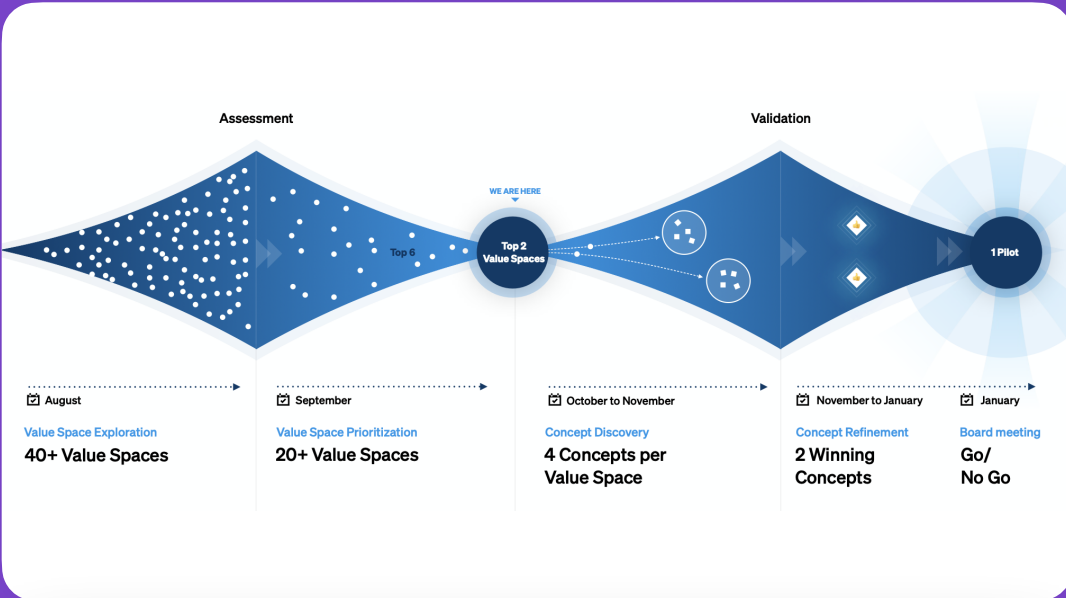 Assessment
Validation
WE ARE HERE
Top 6
Top 2
Value Spaces
1 Pilot
August
Value Space Exploration
40+ Value Spaces
September
Value Space Prioritization
20+ Value Spaces
October to November
Concept Discovery
4 Concepts per
Value Space
November to January
Concept Refinement
2 Winning
Concepts
January
Board meeting
Go/
No Go